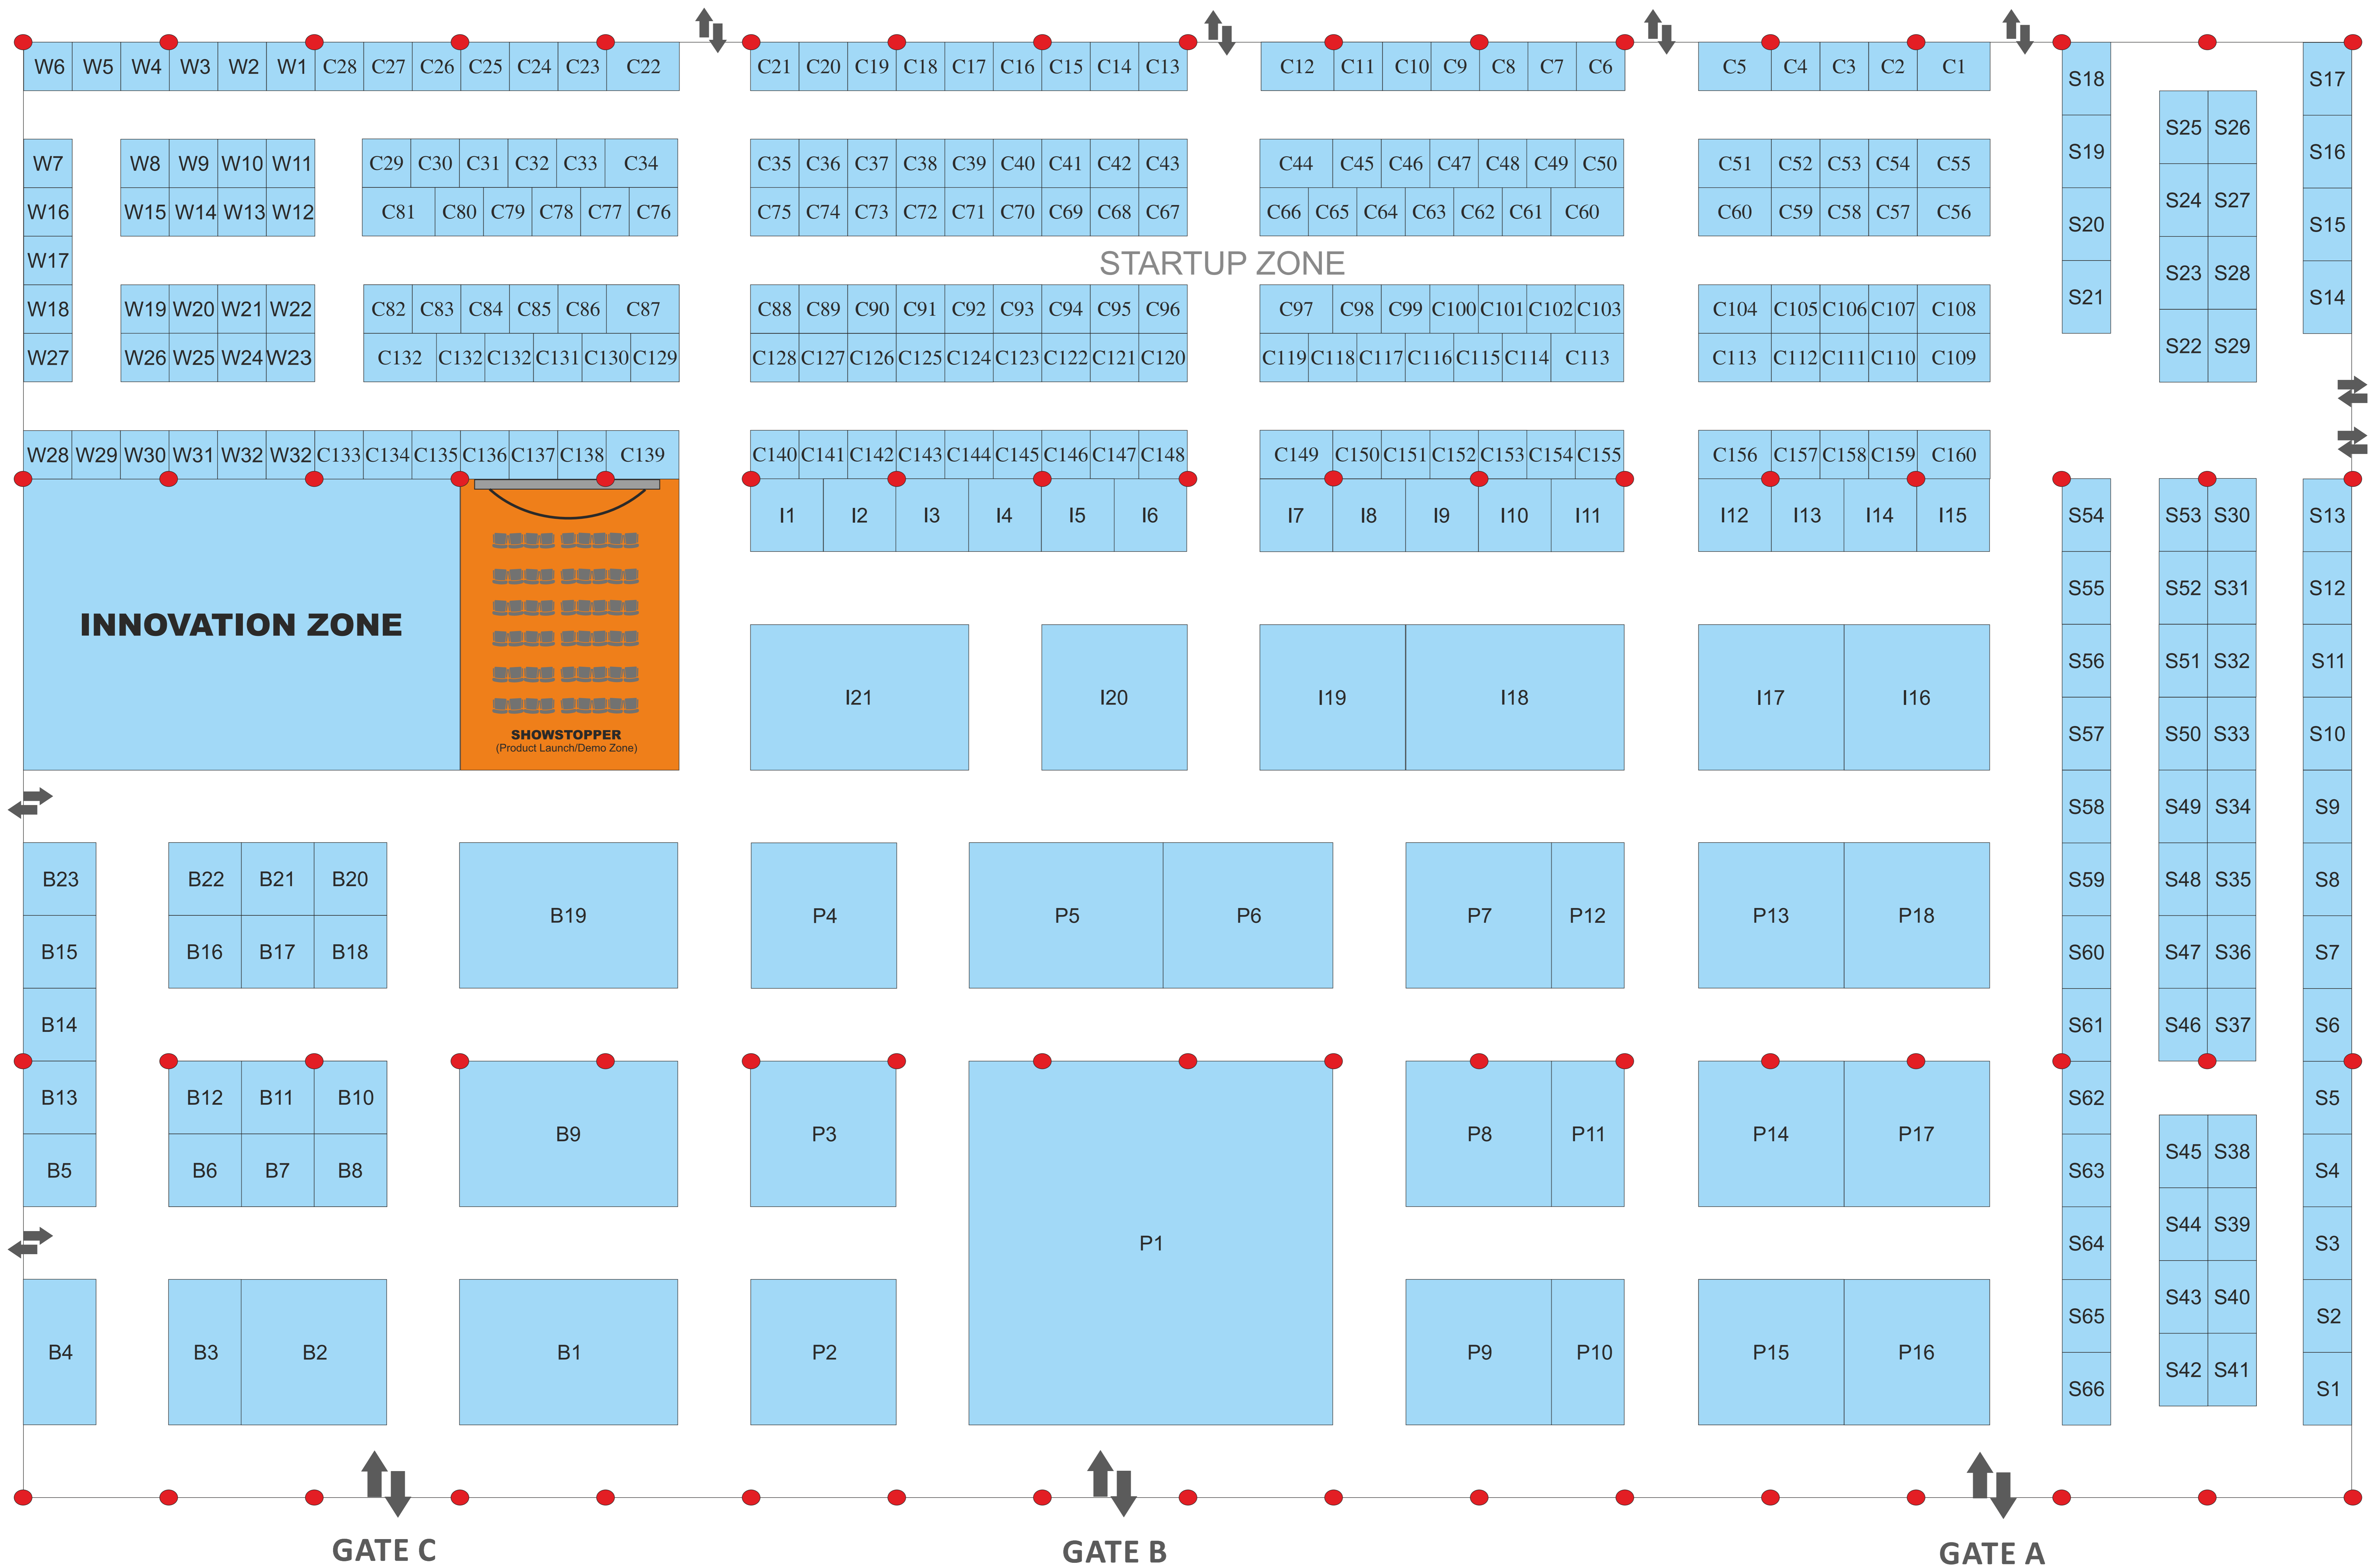 W6 W5 W4 W3 W2 W1 C28 C27 C26 C25 C24 C23 C22 C21 C20 C19 C18 C17 C16 C15 C14 C13 C12 C11 C10 C9 C8 C7 C6 C5 C4 C3 C2 C1
S18 S17
S25 S26
W7 W8 W9 W10 W11 C29 C30 C31 C32 C33 C34 C35 C36 C37 C38 C39 C40 C41 C42 C43 C44 C45 C46 C47 C48 C49 C50 C51 C52 C53 C54 C55
S19 S16
S24 S27
W16 W15 W14 W13 W12 C81 C80 C79 C78 C77 C76 C75 C74 C73 C72 C71 C70 C69 C68 C67 C66 C65 C64 C63 C62 C61 C60 C60 C59 C58 C57 C56
S20 S15
W17
STARTUP ZONE
S23 S28
W18 W19 W20 W21 W22 C82 C83 C84 C85 C86 C87 C88 C89 C90 C91 C92 C93 C94 C95 C96 C97 C98 C99 C100 C101 C102 C103 C104 C105 C106 C107 C108
S21 S14
S22 S29
W27 W26 W25 W24 W23 C132 C132 C132 C131 C130 C129 C128 C127 C126 C125 C124 C123 C122 C121 C120 C119 C118 C117 C116 C115 C114 C113 C113 C112 C111 C110 C109
W28 W29 W30 W31 W32 W32 C133 C134 C135 C136 C137 C138 C139 C140 C141 C142 C143 C144 C145 C146 C147 C148 C149 C150 C151 C152 C153 C154 C155 C156 C157 C158 C159 C160
I1 I2 I3 I4 I5 I6 I7 I8 I9 I10 I11 I12 I13 I14 I15 S54 S53 S30 S13
S55 S52 S31 S12
INNOVATION ZONE
S56 S51 S32 S11
I21 I20 I19 I18 I17 I16
SHOWSTOPPER
(Product Launch/Demo Zone)
S57 S50 S33 S10
S58 S49 S34 S9
B23 B22 B21 B20 S59 S48 S35 S8
B19 P4 P5 P6 P7 P12 P13 P18
B15 B16 B17 B18 S60 S47 S36 S7
B14 S61 S46 S37 S6
B13 B12 B11 B10 S62 S5
B9 P3 P8 P11 P14 P17
S45 S38
B5 B6 B7 B8 S63 S4
S44 S39
P1 S64 S3
S43 S40
S65 S2
B4 B3 B2 B1 P2 P9 P10 P15 P16
S42 S41
S66 S1
GATE C GATE B GATE A